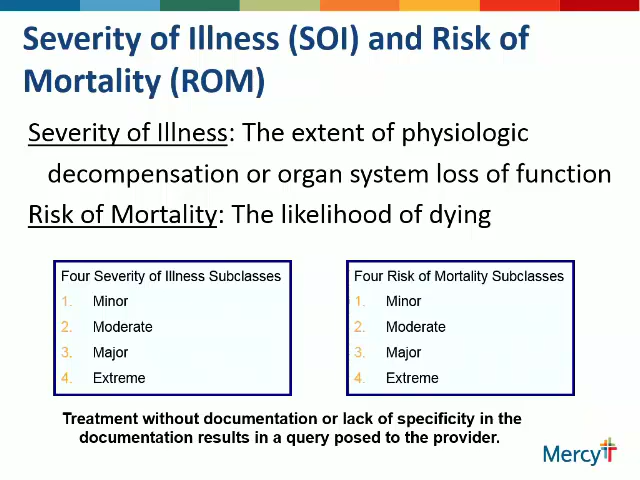 Severity of Illness (SOI) and Risk of
Mortality (ROM)
Severity of Illness: The extent of physiologic
decompensation or organ system loss of function
Risk of Mortality: The likelihood of dying
Four Severity of Illness Subclasses
1. Minor
2. Moderate
3. Major
4. Extreme
Four Risk of Mortality Subclasses
1. Minor
2. Moderate
3. Major
4. Extreme
Treatment without documentation or lack of specificity in the
documentation results in a query posed to the provider.
Mercy